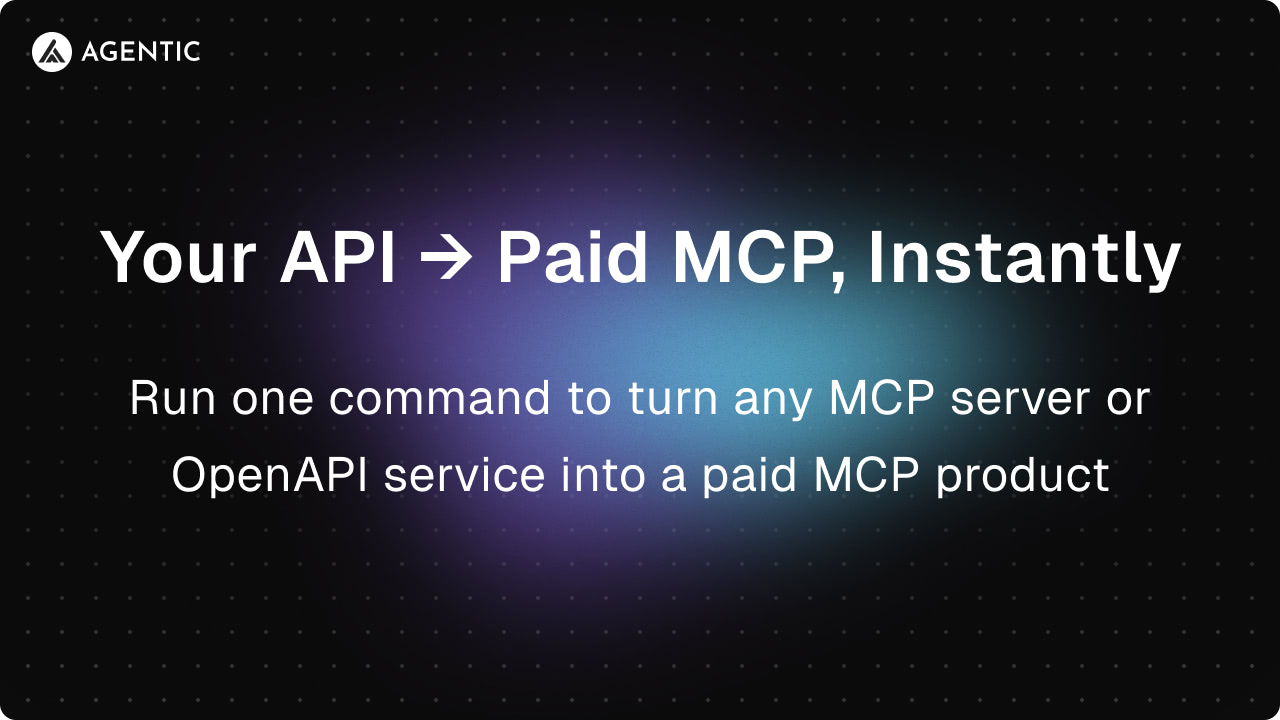 AGENTIC
Your API → Paid MCP, Instantly
Run one command to turn any MCP server or
OpenAPI service into a paid MCP product